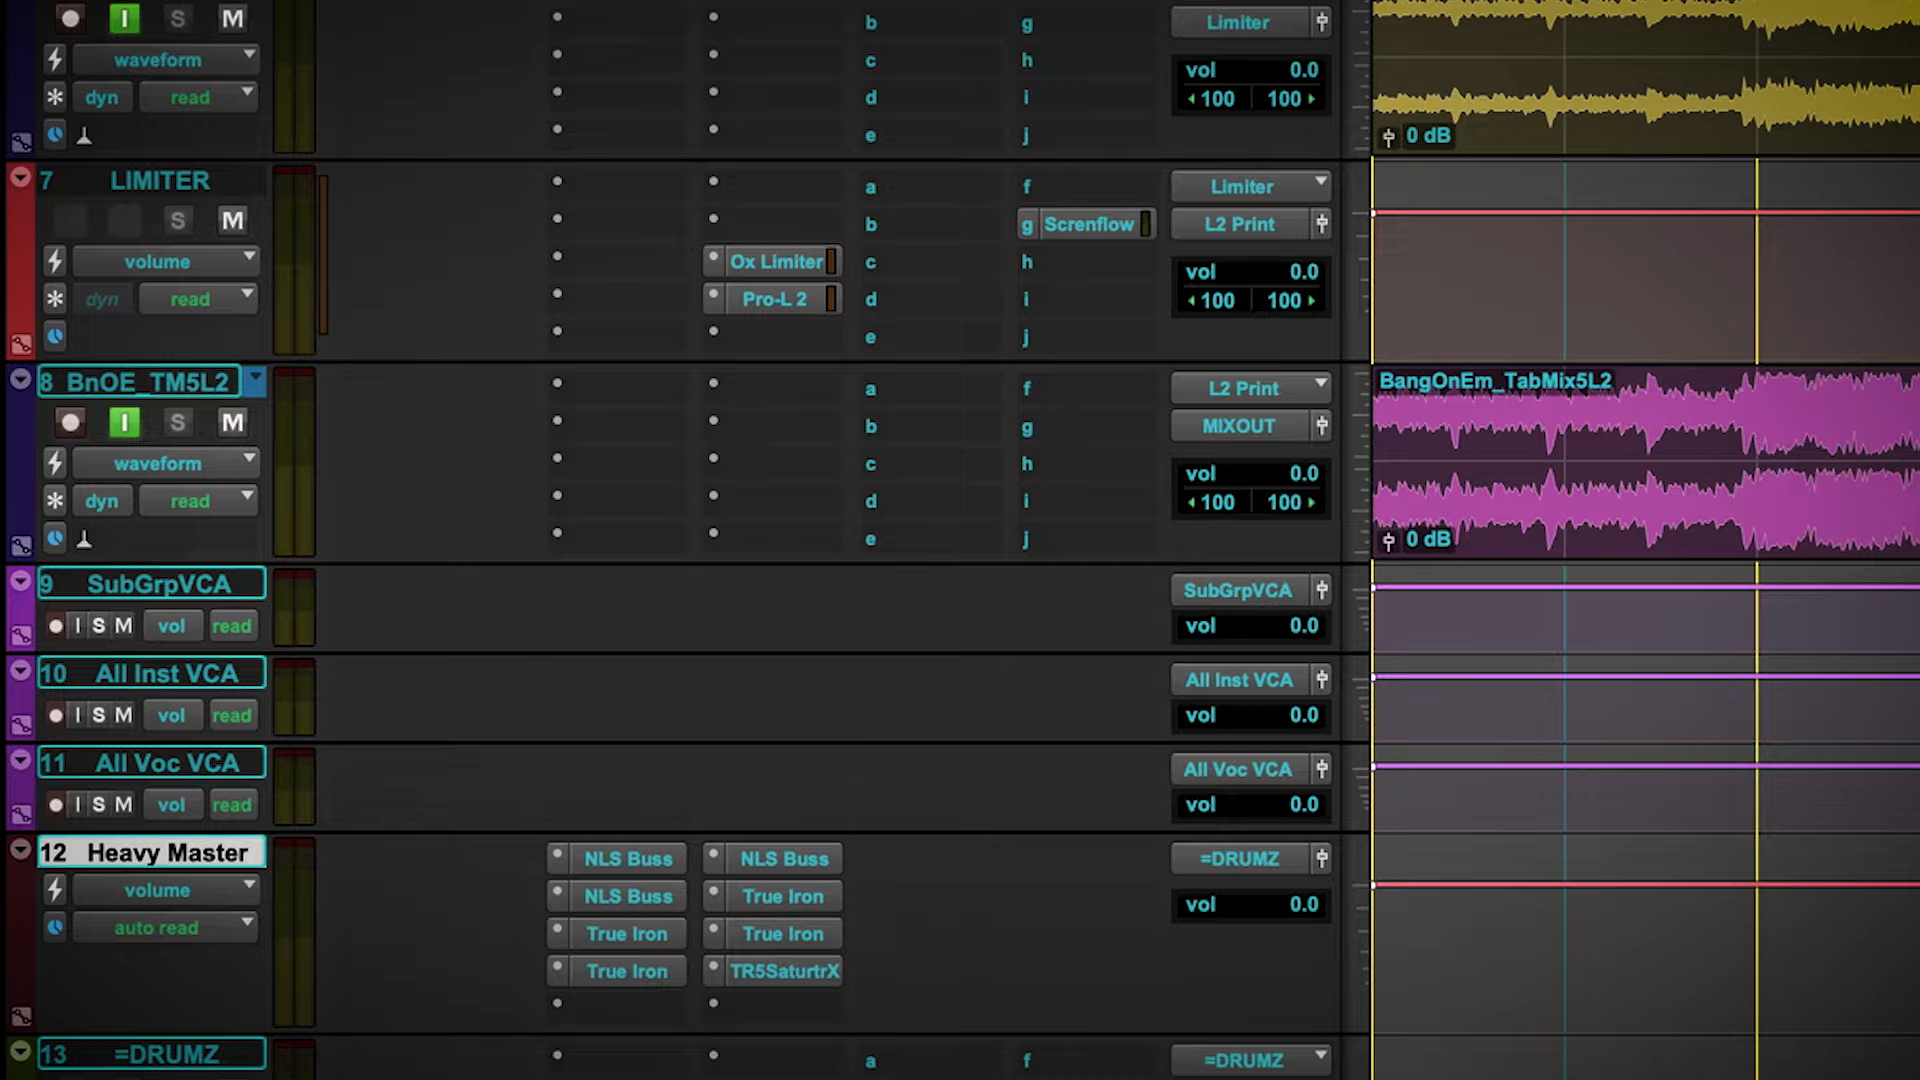 I S M b g Limiter
waveform c h vol 0.0
dyn read d i 100 100
e j 0 dB
7 LIMITER a f Limiter
S M b g Screnflow L2 Print
volume Ox Limiter c h vol 0.0
dyn read Pro-L 2 d i 100 100
e j
8 BnOE_TM5L2 a f L2 Print BangOnEm_TabMix5L2
I S M b g MIXOUT
waveform c h vol 0.0
dyn read d i 100 100
e j 0 dB
9 SubGrpVCA SubGrpVCA
I S M vol read vol 0.0
10 All Inst VCA All Inst VCA
I S M vol read vol 0.0
11 All Voc VCA All Voc VCA
I S M vol read vol 0.0
12 Heavy Master NLS Buss NLS Buss =DRUMZ
volume NLS Buss True Iron vol 0.0
auto read True Iron True Iron
True Iron TR5SaturtrX
13 =DRUMZ a f =DRUMZ